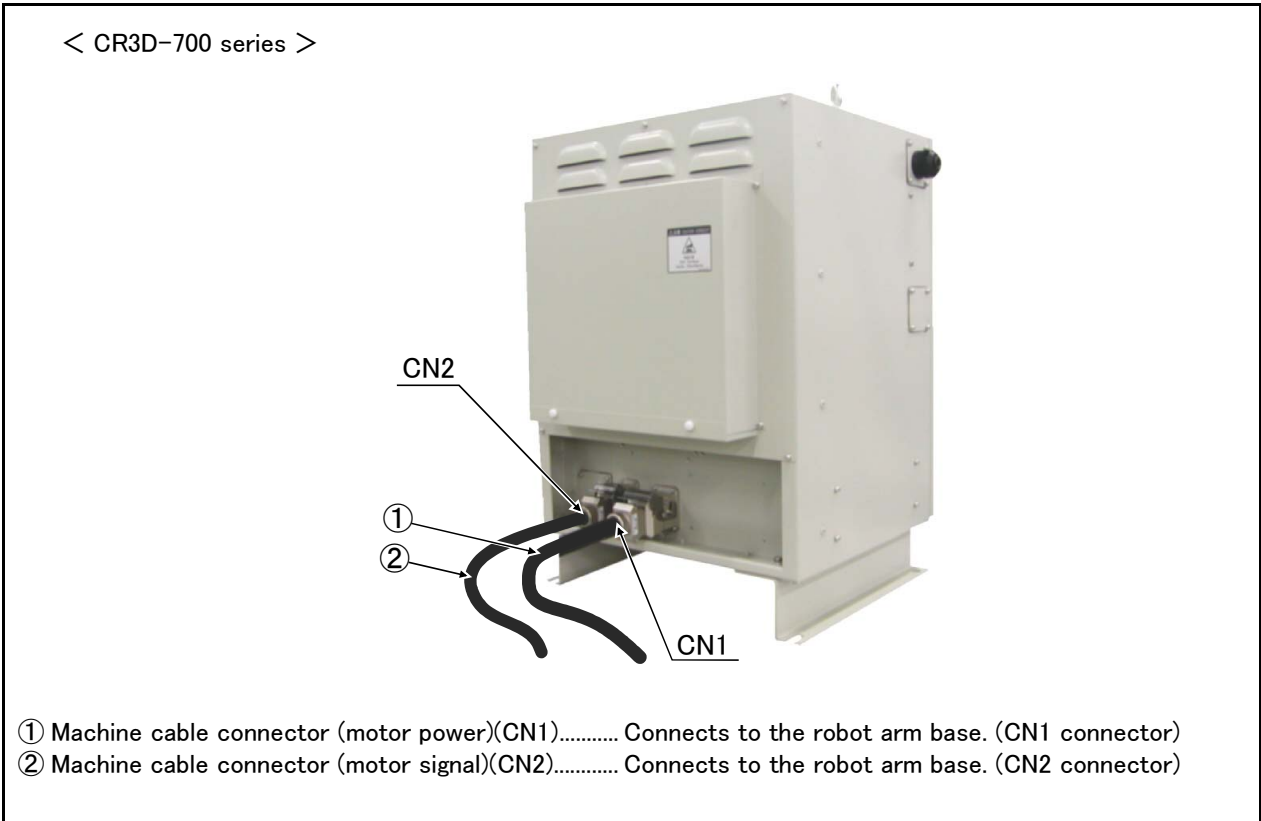 < CR3D-700 series >
CN2
①
②
CN1
① Machine cable connector (motor power)(CN1)........... Connects to the robot arm base. (CN1 connector)
② Machine cable connector (motor signal)(CN2)............ Connects to the robot arm base. (CN2 connector)